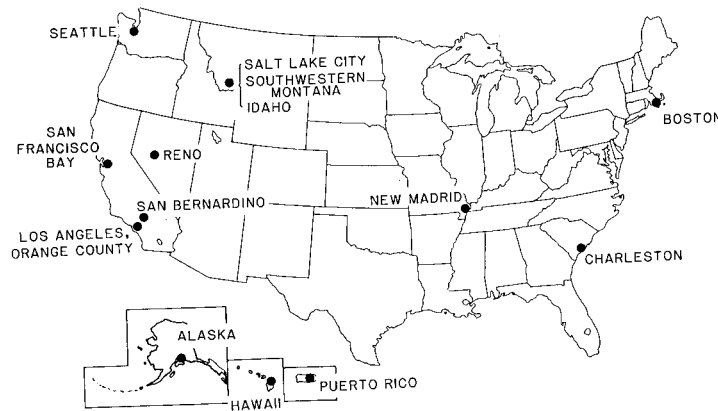 SEATTLE
SALT LAKE CITY
SOUTHWESTERN
MONTANA
IDAHO
BOSTON
SAN
FRANCISCO
BAY
RENO
NEW MADRID
SAN BERNARDINO
LOS ANGELES,
ORANGE COUNTY
CHARLESTON
ALASKA
PUERTO RICO
HAWAII